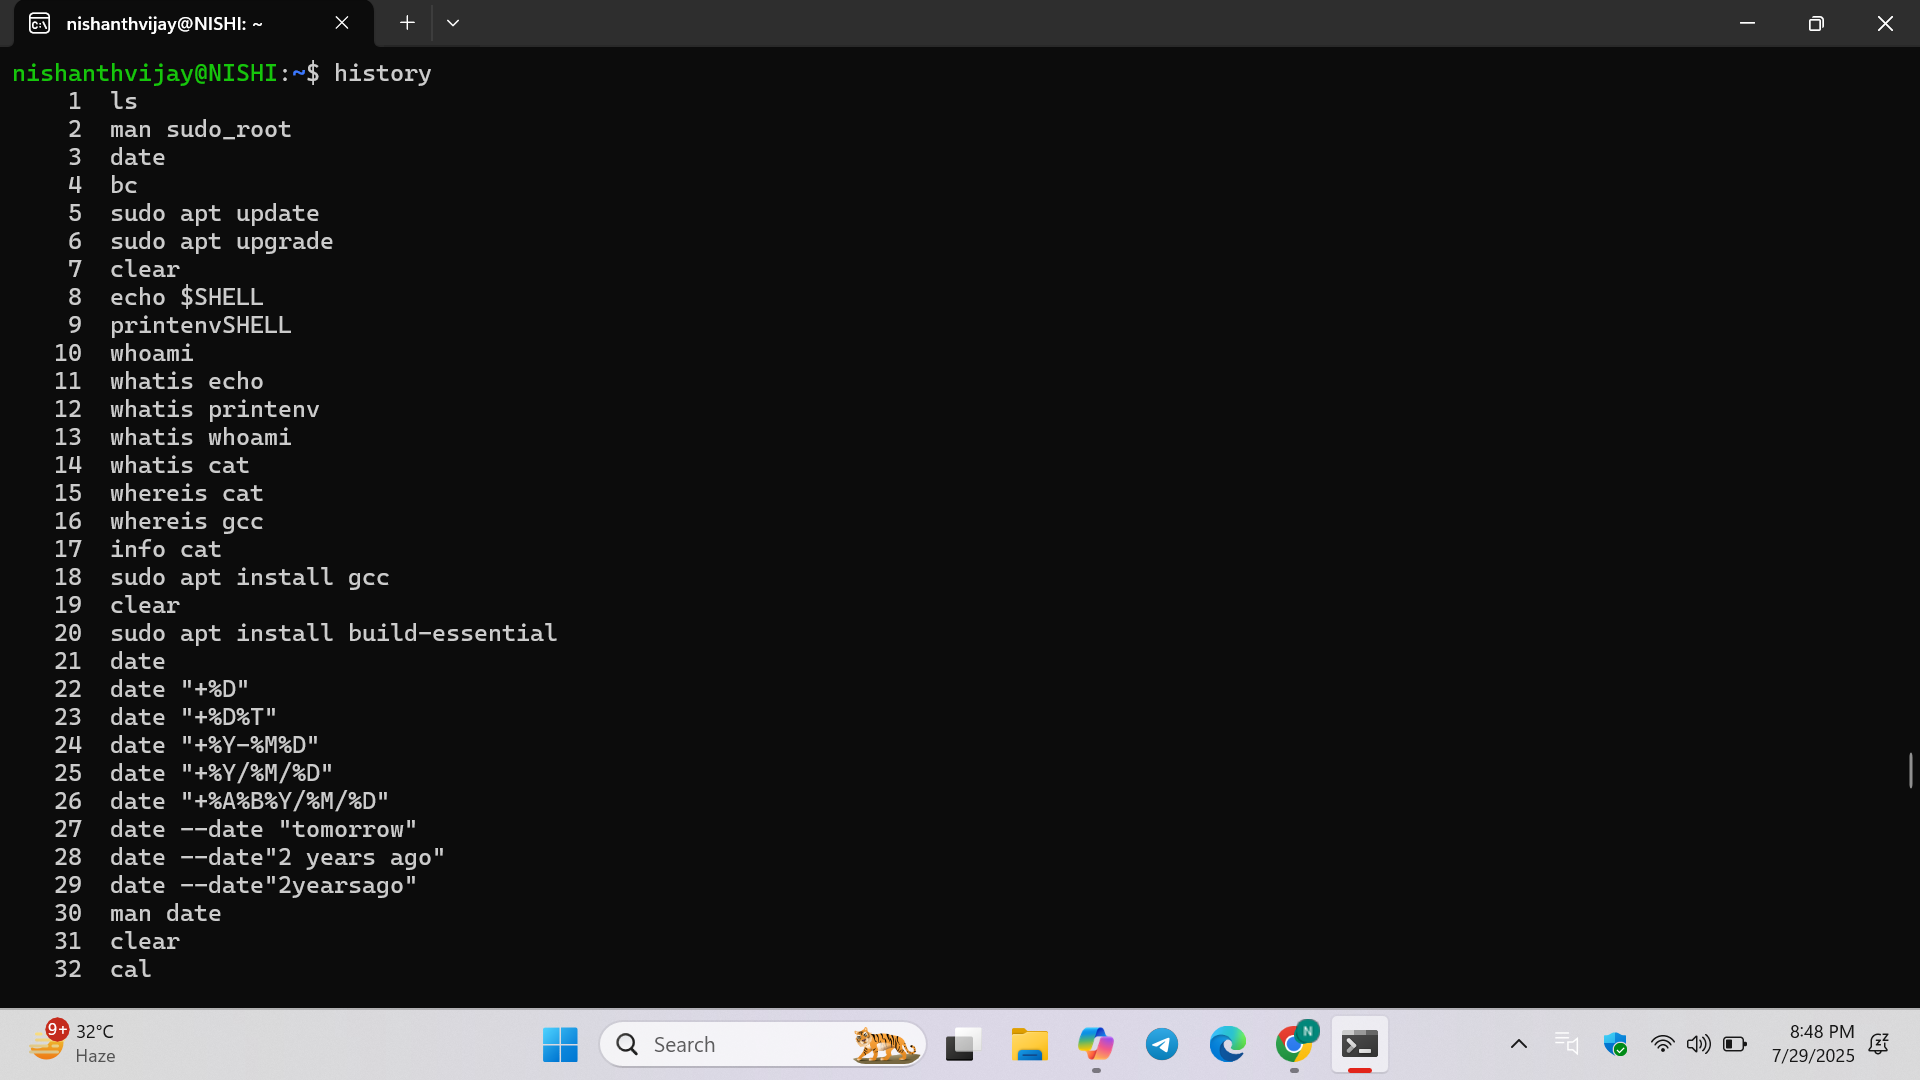 nishanthvijay@NISHI: ~
nishanthvijay@NISHI:~$ history
1 ls
2 man sudo_root
3 date
4 bc
5 sudo apt update
6 sudo apt upgrade
7 clear
8 echo $SHELL
9 printenvSHELL
10 whoami
11 whatis echo
12 whatis printenv
13 whatis whoami
14 whatis cat
15 whereis cat
16 whereis gcc
17 info cat
18 sudo apt install gcc
19 clear
20 sudo apt install build-essential
21 date
22 date "+%D"
23 date "+%D%T"
24 date "+%Y-%M%D"
25 date "+%Y/%M/%D"
26 date "+%A%B%Y/%M/%D"
27 date --date "tomorrow"
28 date --date"2 years ago"
29 date --date"2yearsago"
30 man date
31 clear
32 cal
9+
32°C
Haze
Search
N
8:48 PM
7/29/2025